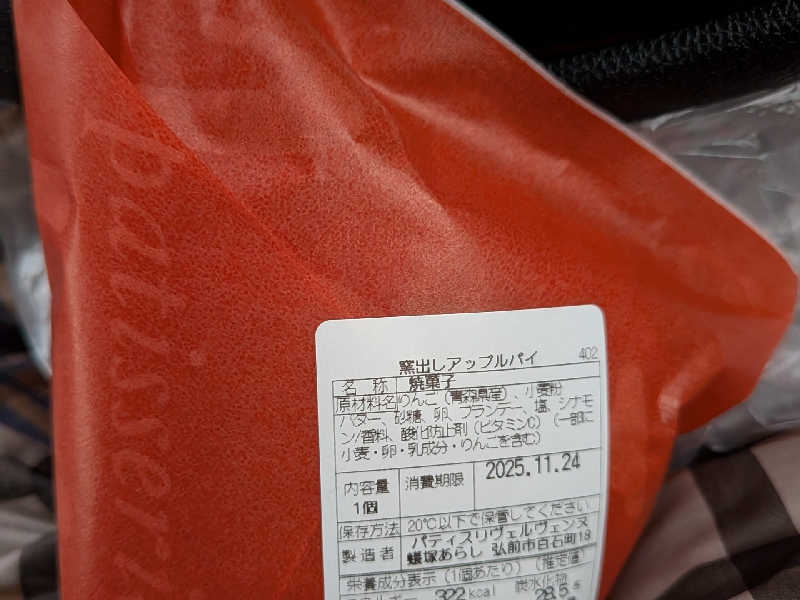 patisserie
窯出しアップルパイ 402
名 称 焼菓子
原材料名 りんご（青森県産）、小麦粉
バター、砂糖、卵、ブランデー、塩、シナモ
ン/香料、酸化防止剤（ビタミンC）（一部に
小麦・卵・乳成分・りんごを含む）
内容量 1個 消費期限 2025.11.24
保存方法 20℃以下で保管してください
製造者 パティスリヴェルヴェンヌ
蟻塚あらし 弘前市百石町18
栄養成分表示（1個あたり）（推定値）
322kcal 炭水化物 28.5g